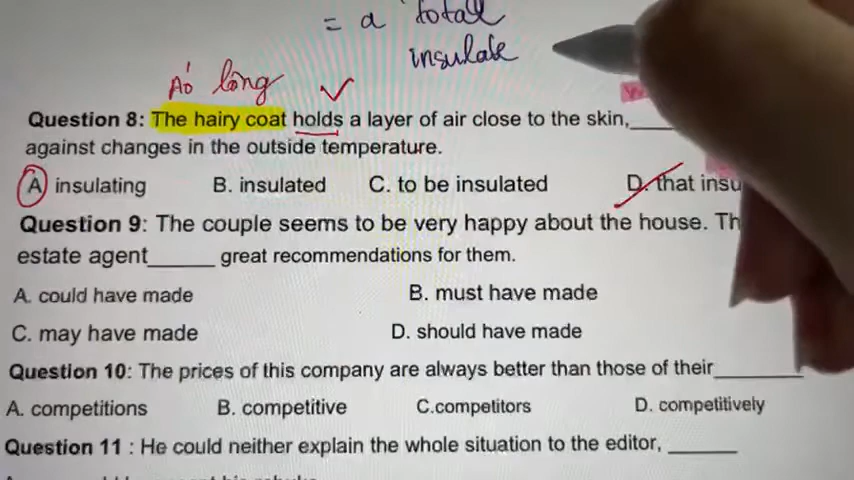 = a total
insulate
Áo lông
Question 8: The hairy coat holds a layer of air close to the skin,____
against changes in the outside temperature.
A insulating B. insulated C. to be insulated D. that insu
Question 9: The couple seems to be very happy about the house. Th
estate agent______ great recommendations for them.
A. could have made B. must have made
C. may have made D. should have made
Question 10: The prices of this company are always better than those of their________
A. competitions B. competitive C.competitors D. competitively
Question 11 : He could neither explain the whole situation to the editor, ______